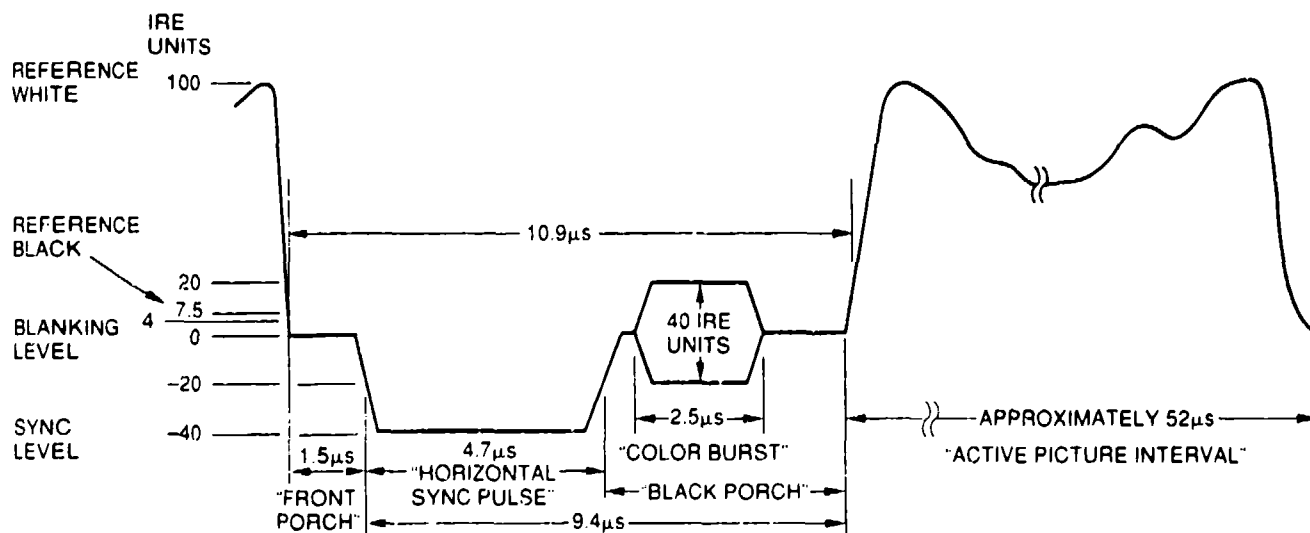 IRE
UNITS
REFERENCE
WHITE
100
10.9μs
REFERENCE
BLACK
20
7.5
4
BLANKING
LEVEL
0
40 IRE
UNITS
-20
2.5μs
APPROXIMATELY 52μs
SYNC
LEVEL
-40
1.5μs
4.7μs
"COLOR BURST"
"ACTIVE PICTURE INTERVAL"
"HORIZONTAL
SYNC PULSE"
"FRONT
PORCH"
"BLACK PORCH"
9.4μs